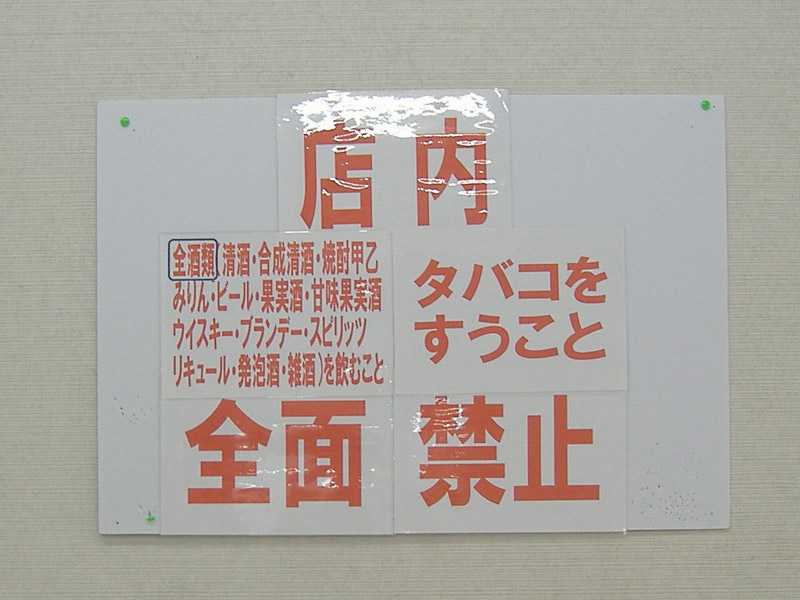 店内
全酒類(清酒・合成清酒・焼酎甲乙
みりん・ビール・果実酒・甘味果実酒
ウイスキー・ブランデー・スピリッツ
リキュール・発泡酒・雑酒)を飲むこと
タバコを
すうこと
全面禁止